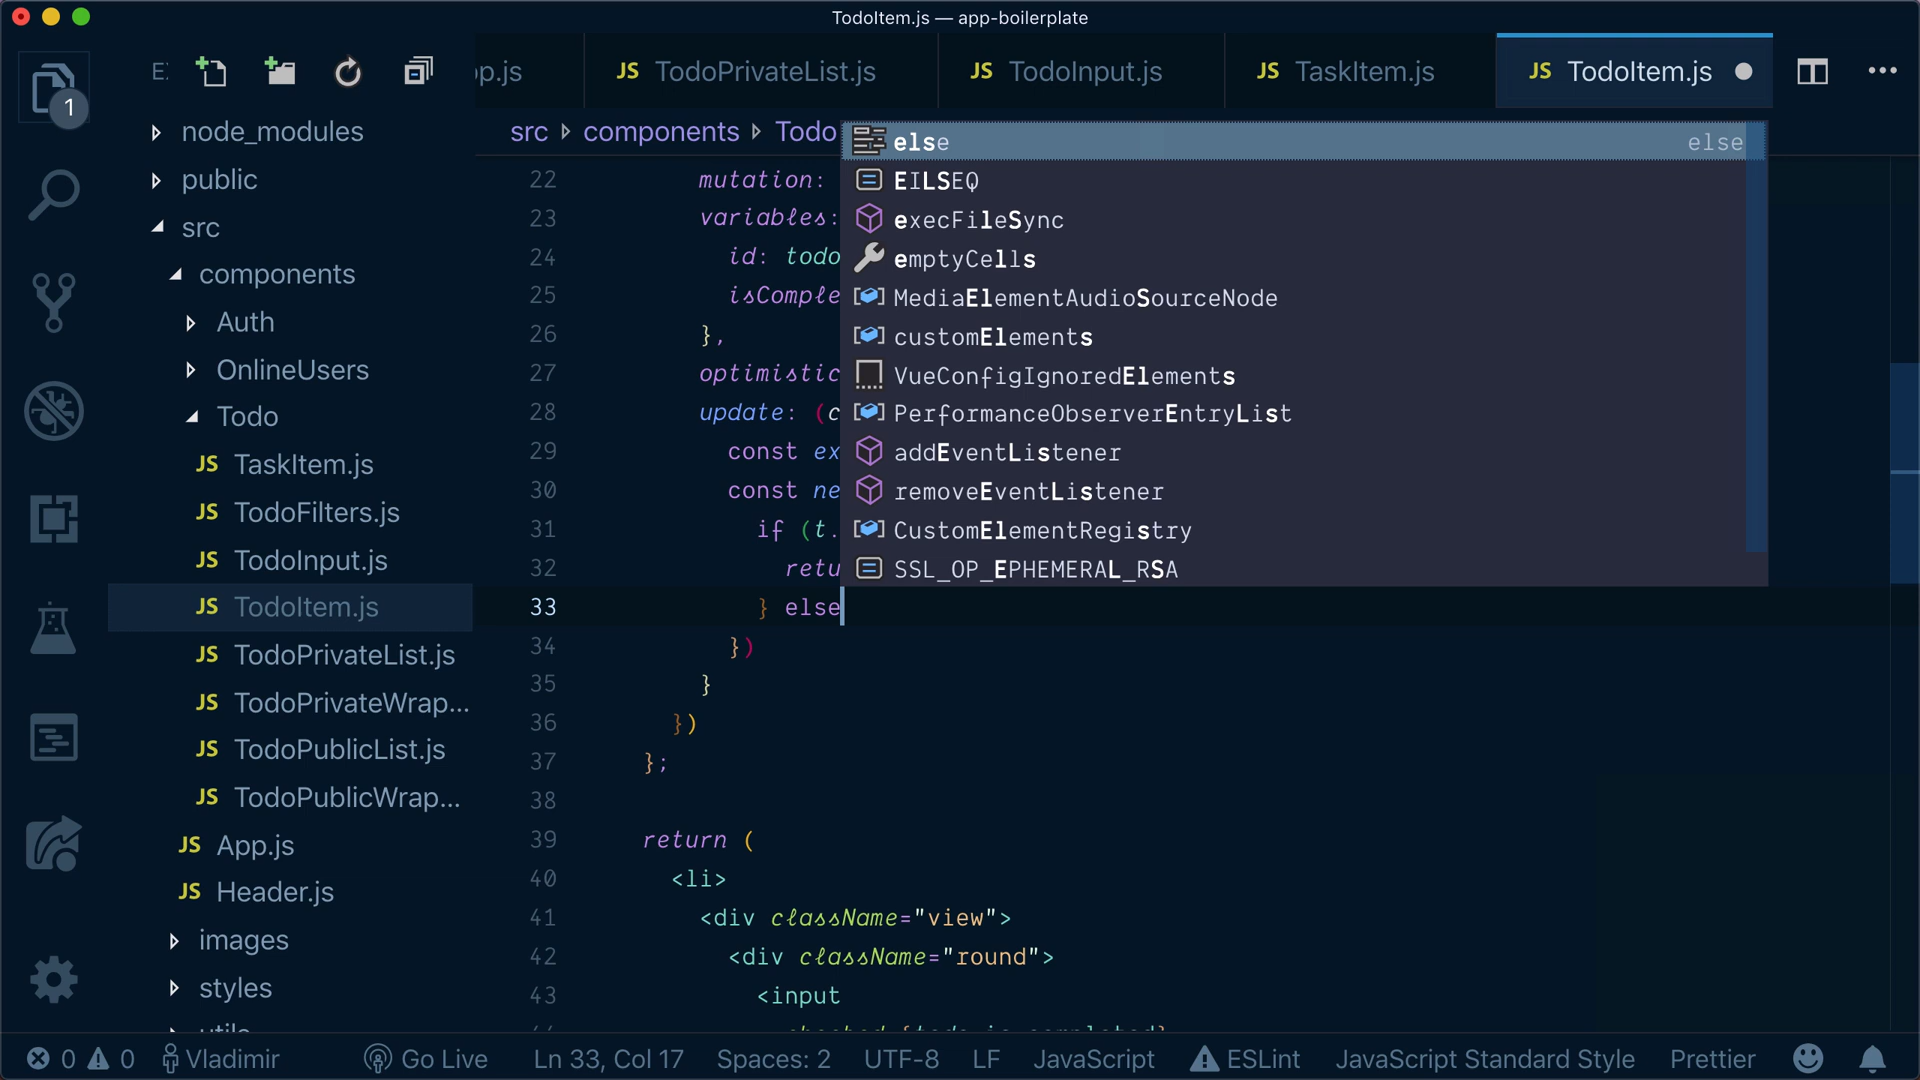 TodoItem.js — app-boilerplate
E:
p.js
JS TodoPrivateList.js
JS TodoInput.js
JS TaskItem.js
JS TodoItem.js
1
node_modules
public
src
components
Auth
OnlineUsers
Todo
JS TaskItem.js
JS TodoFilters.js
JS TodoInput.js
JS TodoItem.js
JS TodoPrivateList.js
JS TodoPrivateWrap...
JS TodoPublicList.js
JS TodoPublicWrap...
JS App.js
JS Header.js
images
styles
src components Todo
22 mutation:
23 variables:
24 id: todo
25 isComple
26 },
27 optimistic
28 update: (c
29 const ex
30 const ne
31 if (t.
32 retu
33 } else
34 })
35 }
36 })
37 };
38
39 return (
40 <li>
41 <div className="view">
42 <div className="round">
43 <input
else else
EILSEQ
execFileSync
emptyCells
MediaElementAudioSourceNode
customElements
VueConfigIgnoredElements
PerformanceObserverEntryList
addEventListener
removeEventListener
CustomElementRegistry
SSL_OP_EPHEMERAL_RSA
0 0 Vladimir Go Live Ln 33, Col 17 Spaces: 2 UTF-8 LF JavaScript ESLint JavaScript Standard Style Prettier